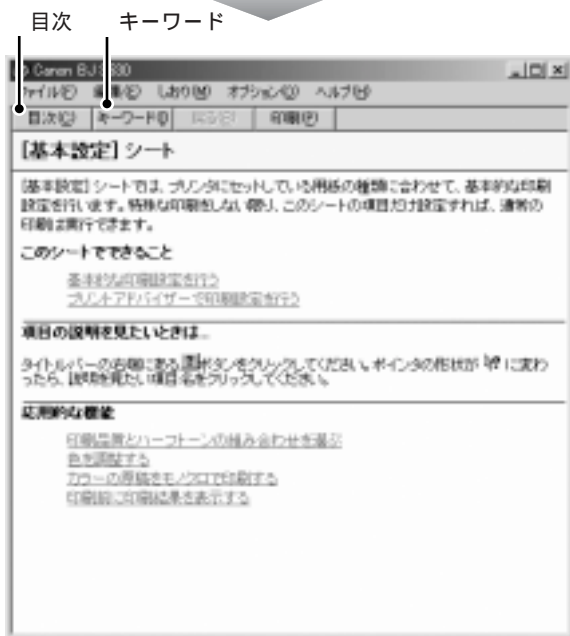 目次 キーワード
Canon BJ
ファイル(F) 編集(E) しおり(M) オプション(O) ヘルプ(H)
目次(C) キーワード(I) 戻る(B) 印刷(P)
[基本設定] シート
[基本設定] シートでは、プリンタにセットしている用紙の種類に合わせて、基本的な印刷
設定を行います。特殊な印刷をしない限り、このシートの項目だけ設定すれば、通常の
印刷は実行できます。
このシートでできること
基本的な印刷設定を行う
プリントアドバイザーで印刷設定を行う
項目の説明を見たいときは...
タイトルバーの右端にある ボタンをクリックしてください。ポインタの形状が に変わ
ったら、説明を見たい項目名をクリックしてください。
応用的な機能
印刷品質とハーフトーンの組み合わせを選ぶ
色を調整する
カラーの原稿をモノクロで印刷する
印刷前に印刷結果を表示する